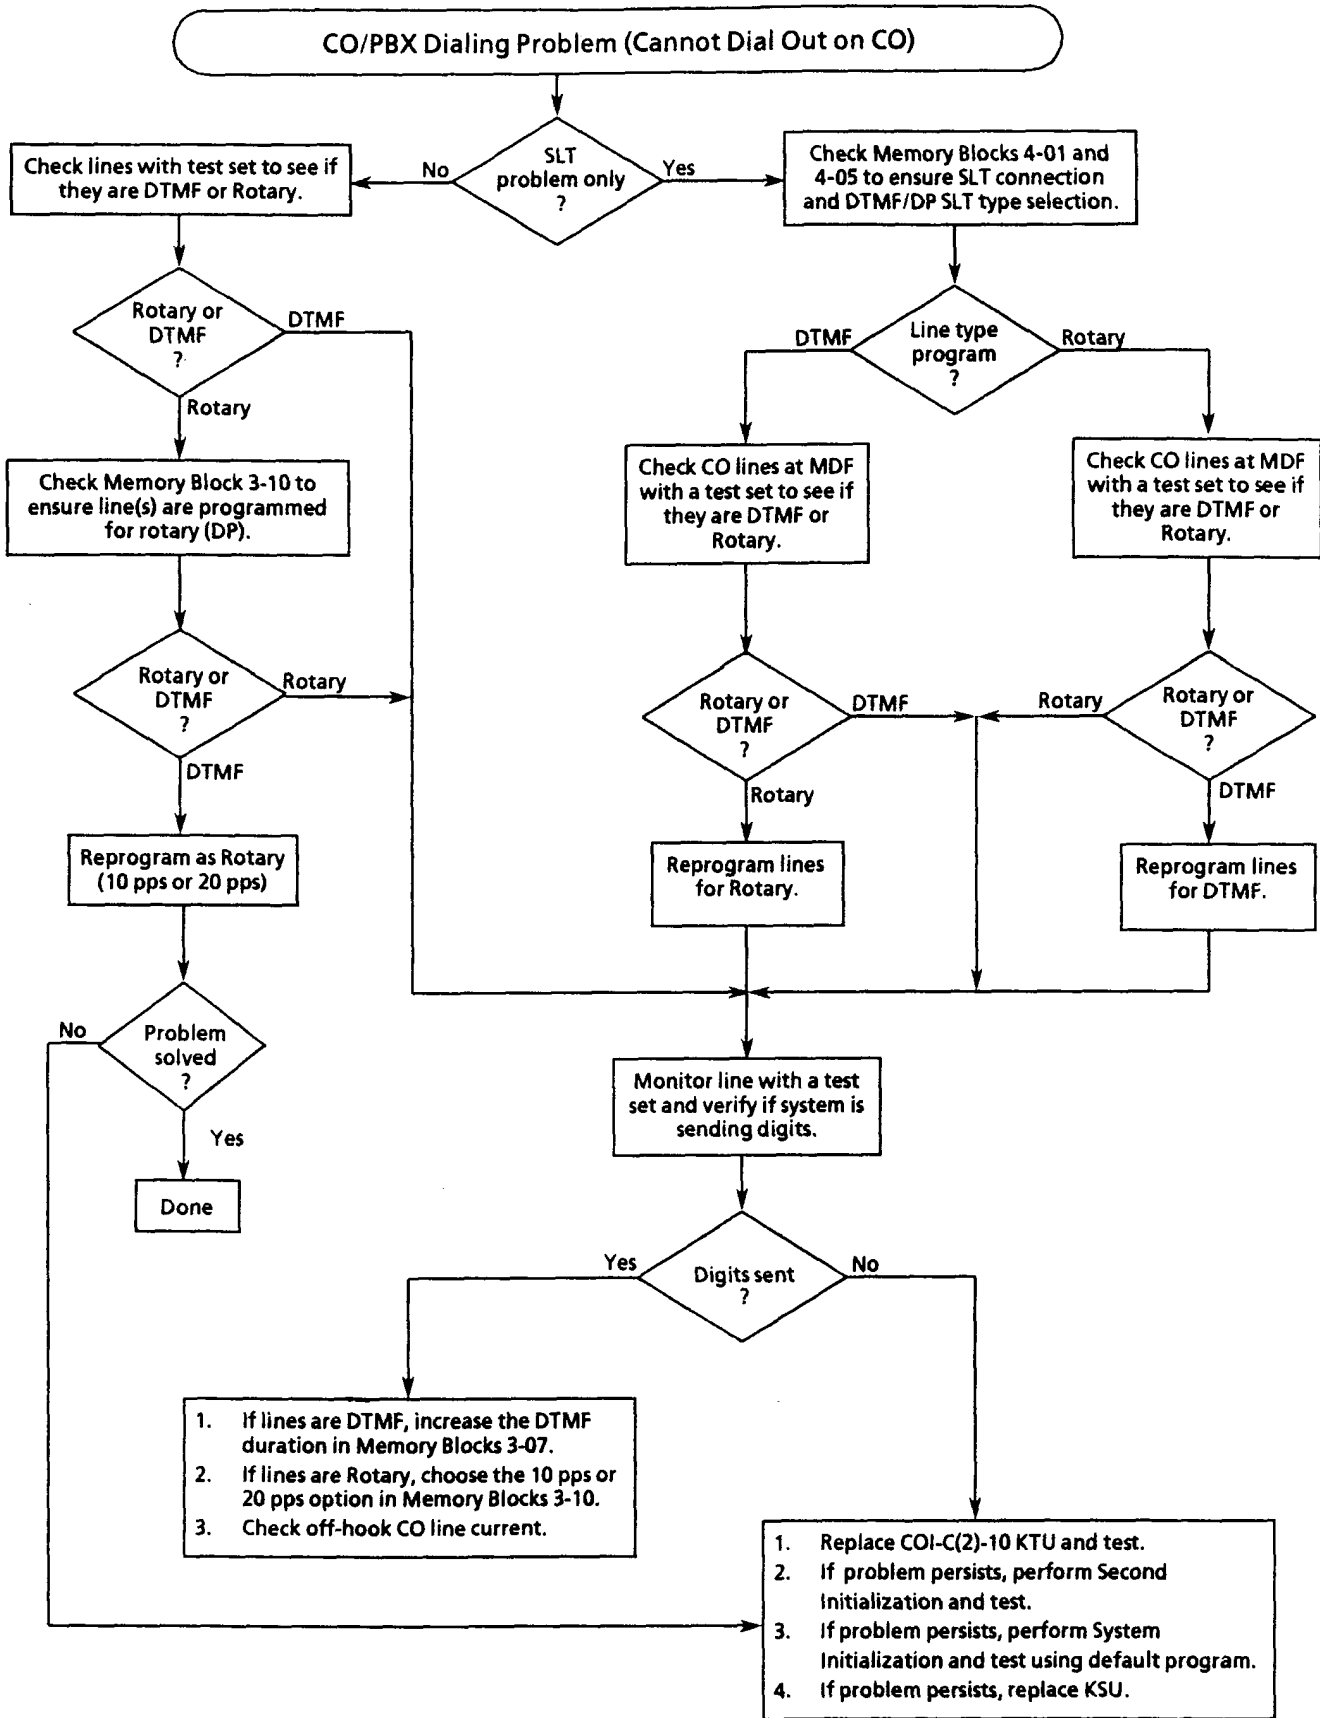 CO/PBX Dialing Problem (Cannot Dial Out on CO)
SLT
problem only
?
No
Yes
Check lines with test set to see if
they are DTMF or Rotary.
Check Memory Blocks 4-01 and
4-05 to ensure SLT connection
and DTMF/DP SLT type selection.
Rotary or
DTMF
?
DTMF
Rotary
Line type
program
?
DTMF
Rotary
Check Memory Block 3-10 to
ensure line(s) are programmed
for rotary (DP).
Check CO lines at MDF
with a test set to see if
they are DTMF or
Rotary.
Check CO lines at MDF
with a test set to see if
they are DTMF or
Rotary.
Rotary or
DTMF
?
Rotary
DTMF
Rotary or
DTMF
?
DTMF
Rotary
Rotary or
DTMF
?
Rotary
DTMF
Reprogram as Rotary
(10 pps or 20 pps)
Reprogram lines
for Rotary.
Reprogram lines
for DTMF.
Problem
solved
?
No
Yes
Done
Monitor line with a test
set and verify if system is
sending digits.
Digits sent
?
Yes
No
1. If lines are DTMF, increase the DTMF
duration in Memory Blocks 3-07.
2. If lines are Rotary, choose the 10 pps or
20 pps option in Memory Blocks 3-10.
3. Check off-hook CO line current.
1. Replace COI-C(2)-10 KTU and test.
2. If problem persists, perform Second
Initialization and test.
3. If problem persists, perform System
Initialization and test using default program.
4. If problem persists, replace KSU.